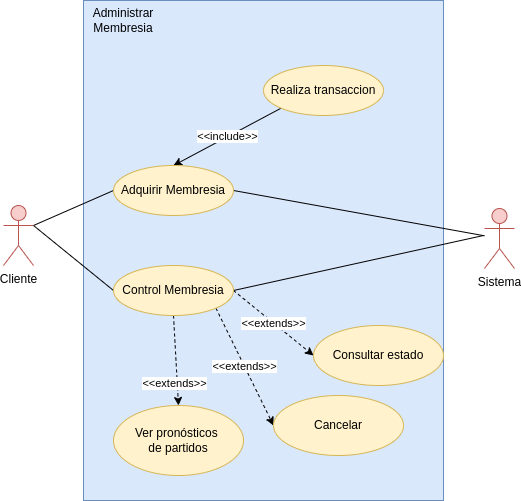 Administrar
Membresia
Realiza transaccion
<<include>>
Adquirir Membresia
Cliente
Sistema
Control Membresia
<<extends>>
Consultar estado
<<extends>>
<<extends>>
Ver pronósticos
de partidos
Cancelar